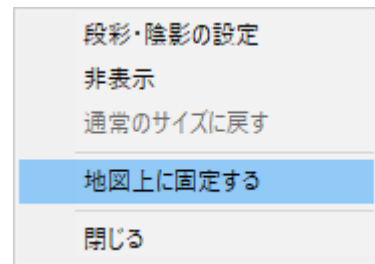 段彩・陰影の設定
非表示
通常のサイズに戻す
地図上に固定する
閉じる